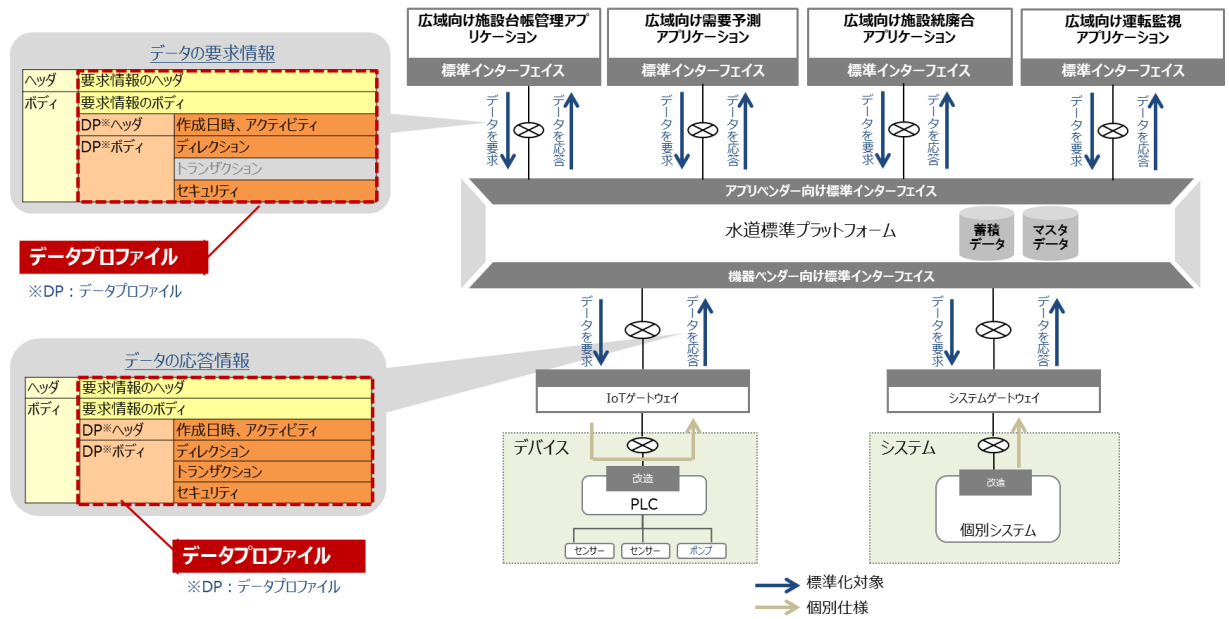 広域向け施設台帳管理アプ
リケーション
標準インターフェイス
広域向け需要予測
アプリケーション
標準インターフェイス
広域向け施設統廃合
アプリケーション
標準インターフェイス
広域向け運転監視
アプリケーション
標準インターフェイス
データを要求
データを応答
データを要求
データを応答
データを要求
データを応答
データを要求
データを応答
データの要求情報
ヘッダ 要求情報のヘッダ
ボディ 要求情報のボディ
DP※ヘッダ 作成日時、アクティビティ
DP※ボディ ディレクション
トランザクション
セキュリティ
データプロファイル
※DP：データプロファイル
アプリベンダー向け標準インターフェイス
水道標準プラットフォーム
蓄積
データ
マスタ
データ
機器ベンダー向け標準インターフェイス
データを要求
データを応答
データを要求
データを応答
データの応答情報
ヘッダ 要求情報のヘッダ
ボディ 要求情報のボディ
DP※ヘッダ 作成日時、アクティビティ
DP※ボディ ディレクション
トランザクション
セキュリティ
データプロファイル
※DP：データプロファイル
IoTゲートウェイ
デバイス
改造
PLC
センサー センサー ポンプ
システムゲートウェイ
システム
改造
個別システム
標準化対象
個別仕様